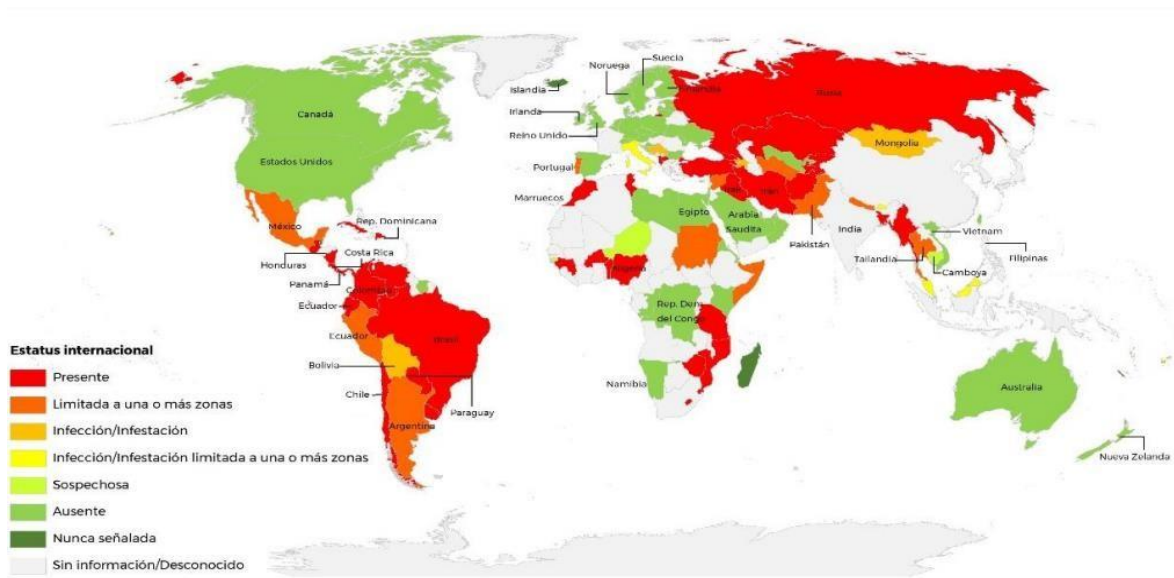 Suecia
Noruega
Islandia
Finlandia
Rusia
Canadá
Irlanda
Reino Unido
Mongolia
Estados Unidos
Portugal
Marruecos
Irak
Irán
México
Rep. Dominicana
Egipto
Arabia
Saudita
Pakistán
India
Vietnam
Tailandia
Filipinas
Camboya
Honduras
Costa Rica
Panamá
Colombia
Nigeria
Ecuador
Rep. Dem.
del Congo
Ecuador
Brasil
Bolivia
Namibia
Australia
Chile
Paraguay
Argentina
Nueva Zelanda
Estatus internacional
Presente
Limitada a una o más zonas
Infección/Infestación
Infección/Infestación limitada a una o más zonas
Sospechosa
Ausente
Nunca señalada
Sin información/Desconocido